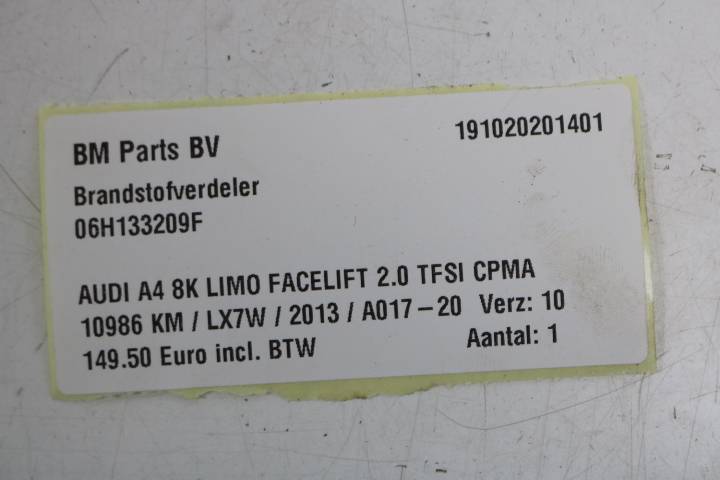 BM Parts BV 191020201401
Brandstofverdeler
06H133209F
AUDI A4 8K LIMO FACELIFT 2.0 TFSI CPMA
10986 KM / LX7W / 2013 / A017-20 Verz: 10
149.50 Euro incl. BTW Aantal: 1